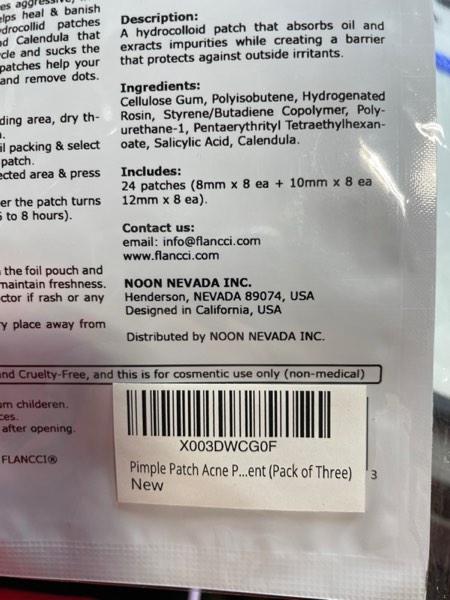 es aggressive,
elps heal & banish
drocollid patches
nd Calendula that
cle and sucks the
patches help your
and remove dots.
ding area, dry th-
il packing & select
patch.
ected area & press
er the patch turns
to 8 hours).
the foil pouch and
maintain freshness.
ctor if rash or any
ry place away from
Description:
A hydrocolloid patch that absorbs oil and
exracts impurities while creating a barrier
that protects against outside irritants.
Ingredients:
Cellulose Gum, Polyisobutene, Hydrogenated
Rosin, Styrene/Butadiene Copolymer, Poly-
urethane-1, Pentaerythrityl Tetraethylhexan-
oate, Salicylic Acid, Calendula.
Includes:
24 patches (8mm x 8 ea + 10mm x 8 ea
12mm x 8 ea).
Contact us:
email: info@flancci.com
www.flancci.com
NOON NEVADA INC.
Henderson, NEVADA 89074, USA
Designed in California, USA
Distributed by NOON NEVADA INC.
nd Cruelty-Free, and this is for cosmentic use only (non-medical)
om childeren.
ces.
after opening.
FLANCCI®
X003DWCG0F
Pimple Patch Acne P...ent (Pack of Three)
New
3